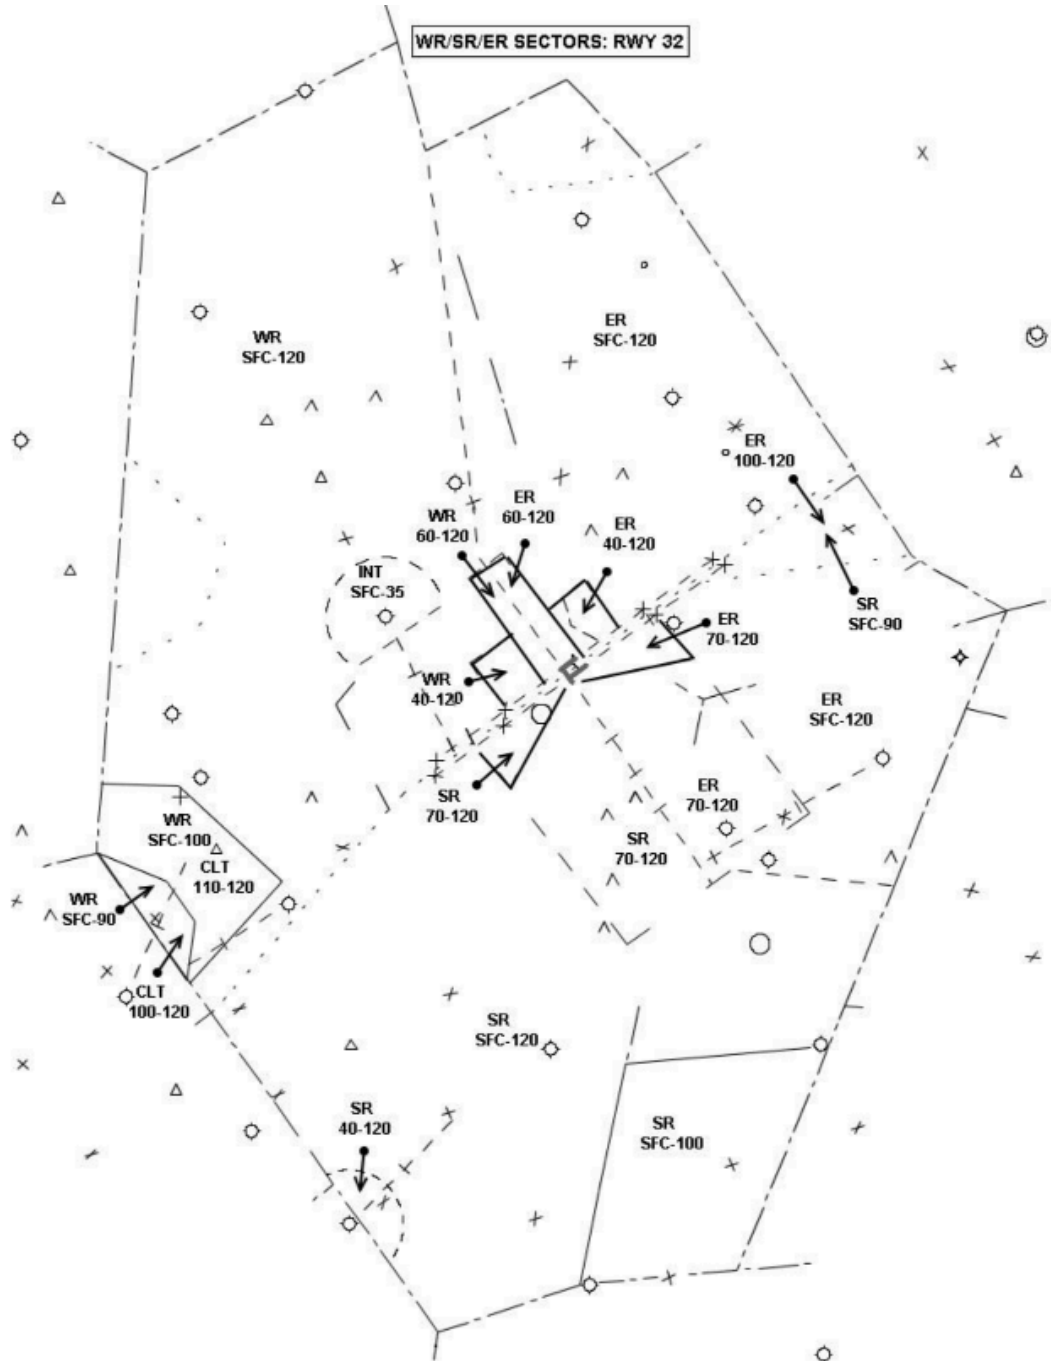 WR/SR/ER SECTORS: RWY 32
WR
SFC-120
ER
SFC-120
ER
100-120
ER
60-120
WR
60-120
ER
40-120
INT
SFC-35
SR
SFC-90
ER
70-120
WR
40-120
ER
SFC-120
SR
70-120
ER
70-120
SR
70-120
WR
SFC-100
CLT
110-120
WR
SFC-90
CLT
100-120
SR
SFC-120
SR
40-120
SR
SFC-100